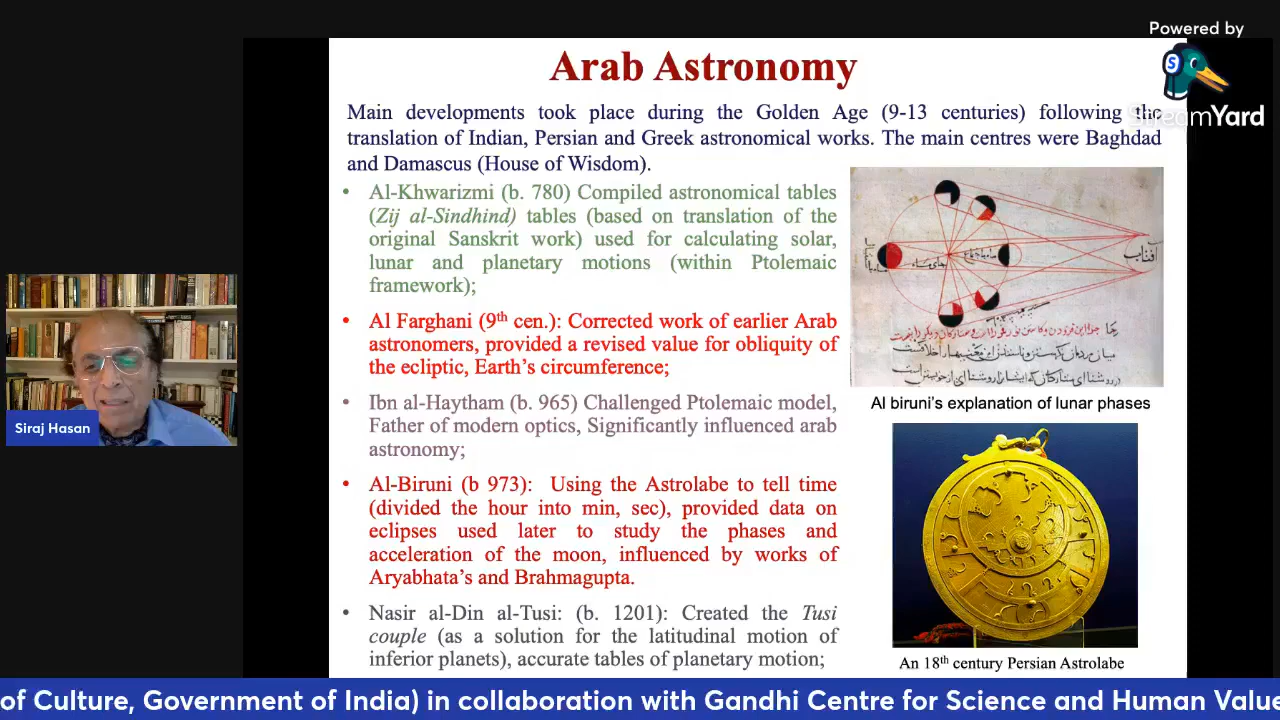 Powered by
StreamYard
Arab Astronomy
Main developments took place during the Golden Age (9-13 centuries) following the
translation of Indian, Persian and Greek astronomical works. The main centres were Baghdad
and Damascus (House of Wisdom).
• Al-Khwarizmi (b. 780) Compiled astronomical tables
(Zij al-Sindhind) tables (based on translation of the
original Sanskrit work) used for calculating solar,
lunar and planetary motions (within Ptolemaic
framework);
• Al Farghani (9th cen.): Corrected work of earlier Arab
astronomers, provided a revised value for obliquity of
the ecliptic, Earth's circumference;
• Ibn al-Haytham (b. 965) Challenged Ptolemaic model,
Father of modern optics, Significantly influenced arab
astronomy;
• Al-Biruni (b 973): Using the Astrolabe to tell time
(divided the hour into min, sec), provided data on
eclipses used later to study the phases and
acceleration of the moon, influenced by works of
Aryabhata's and Brahmagupta.
• Nasir al-Din al-Tusi: (b. 1201): Created the Tusi
couple (as a solution for the latitudinal motion of
inferior planets), accurate tables of planetary motion;
آفتاب
Al biruni's explanation of lunar phases
An 18th century Persian Astrolabe
Siraj Hasan
of Culture, Government of India) in collaboration with Gandhi Centre for Science and Human Value